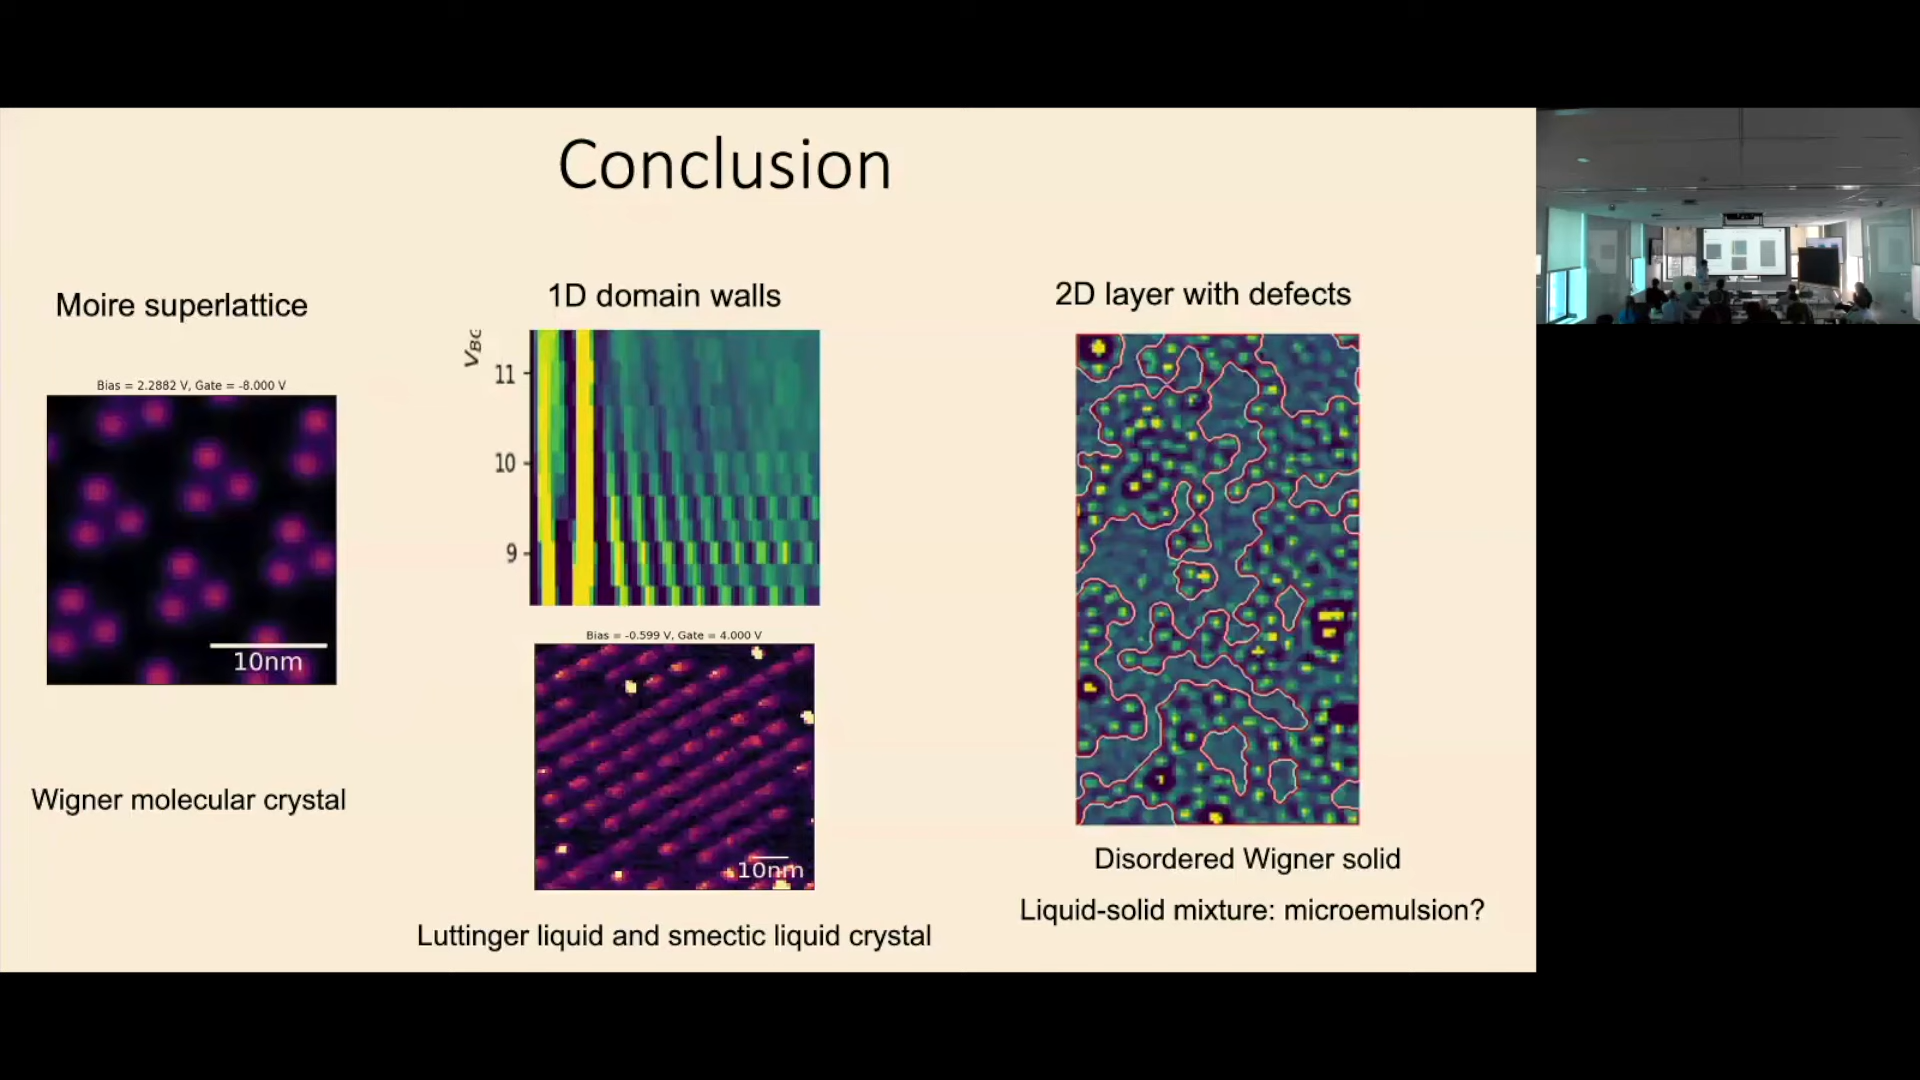 Conclusion
Moire superlattice
Bias = 2.2882 V, Gate = -8.000 V
10nm
Wigner molecular crystal
1D domain walls
VBG
11
10
9
Bias = -0.599 V, Gate = 4.000 V
10nm
Luttinger liquid and smectic liquid crystal
2D layer with defects
Disordered Wigner solid
Liquid-solid mixture: microemulsion?